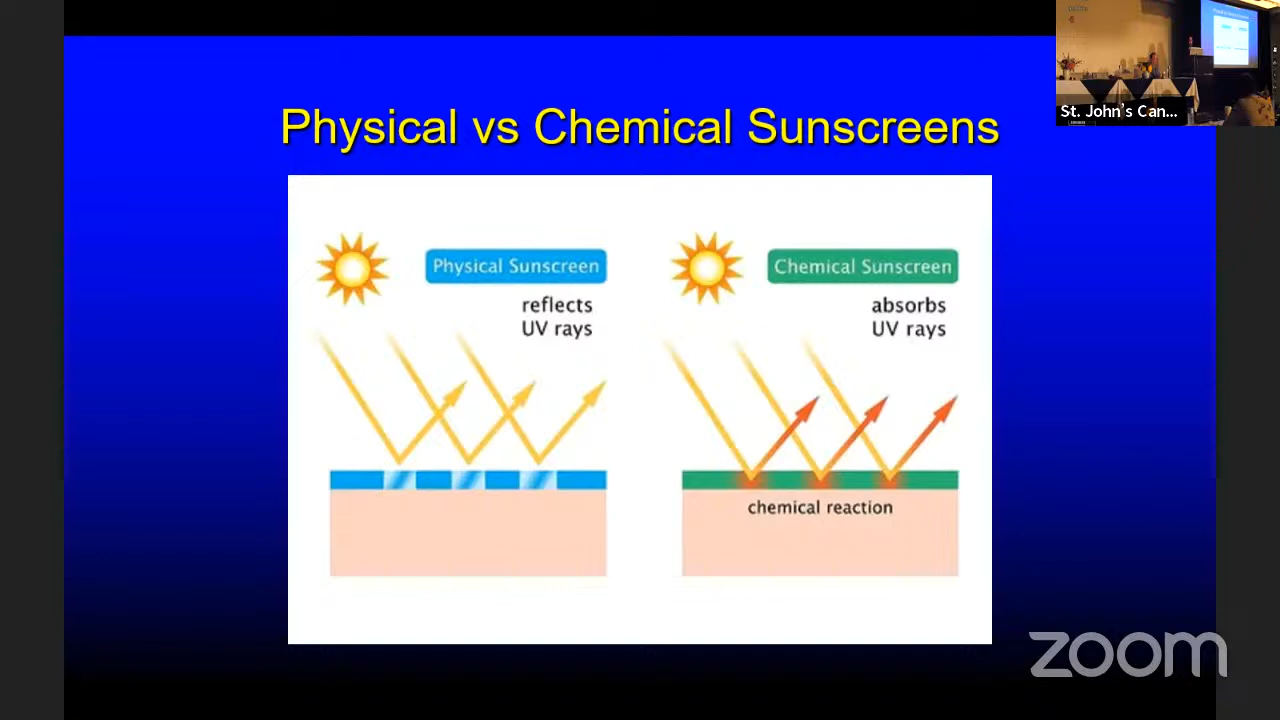 Physical vs Chemical Sunscreens
St. John's Can...
Physical Sunscreen
reflects
UV rays
Chemical Sunscreen
absorbs
UV rays
chemical reaction
zoom